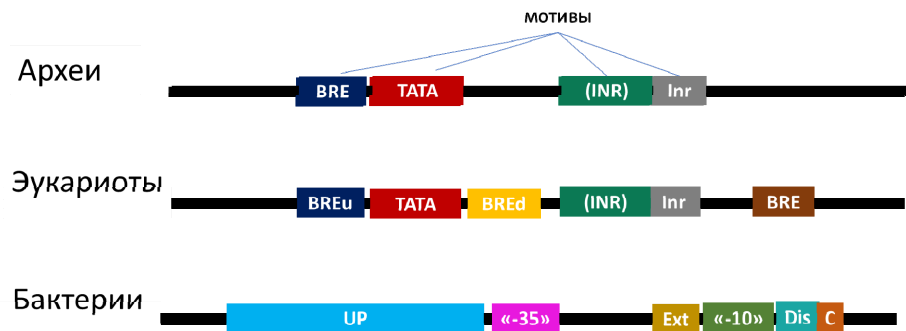 мотивы
Археи
BRE TATA (INR) Inr
Эукариоты
BREu TATA BREd (INR) Inr BRE
Бактерии
UP «-35» Ext «-10» Dis C